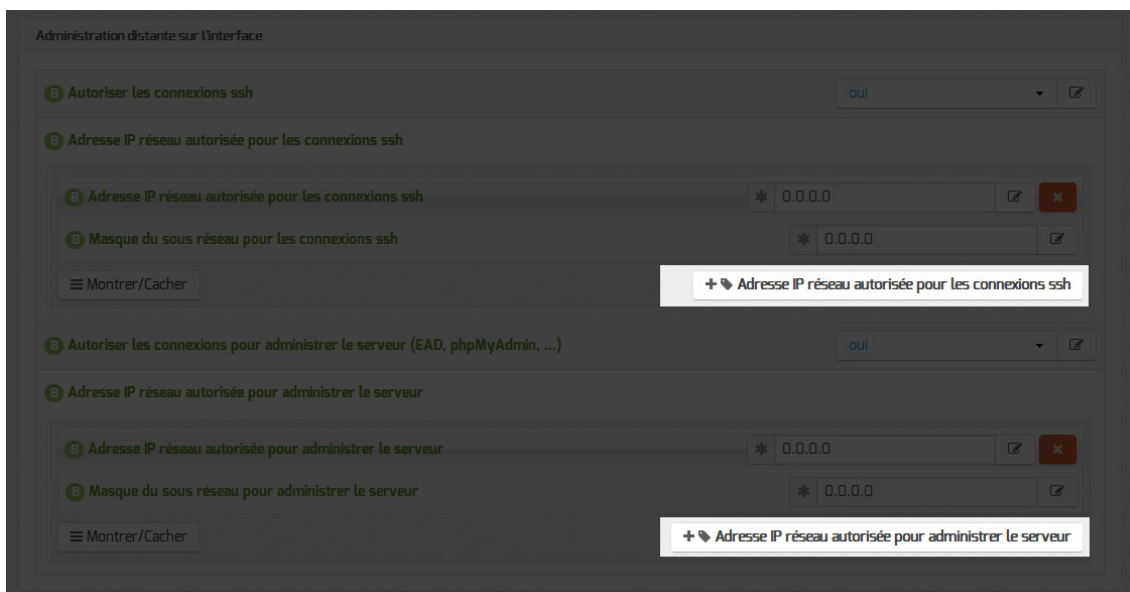 Administration distante sur l'interface
B Autoriser les connexions ssh oui
B Adresse IP réseau autorisée pour les connexions ssh
B Adresse IP réseau autorisée pour les connexions ssh * 0.0.0.0
B Masque du sous réseau pour les connexions ssh * 0.0.0.0
Montrer/Cacher + Adresse IP réseau autorisée pour les connexions ssh
B Autoriser les connexions pour administrer le serveur (EAD, phpMyAdmin, ...) oui
B Adresse IP réseau autorisée pour administrer le serveur
B Adresse IP réseau autorisée pour administrer le serveur * 0.0.0.0
B Masque du sous réseau pour administrer le serveur * 0.0.0.0
Montrer/Cacher + Adresse IP réseau autorisée pour administrer le serveur